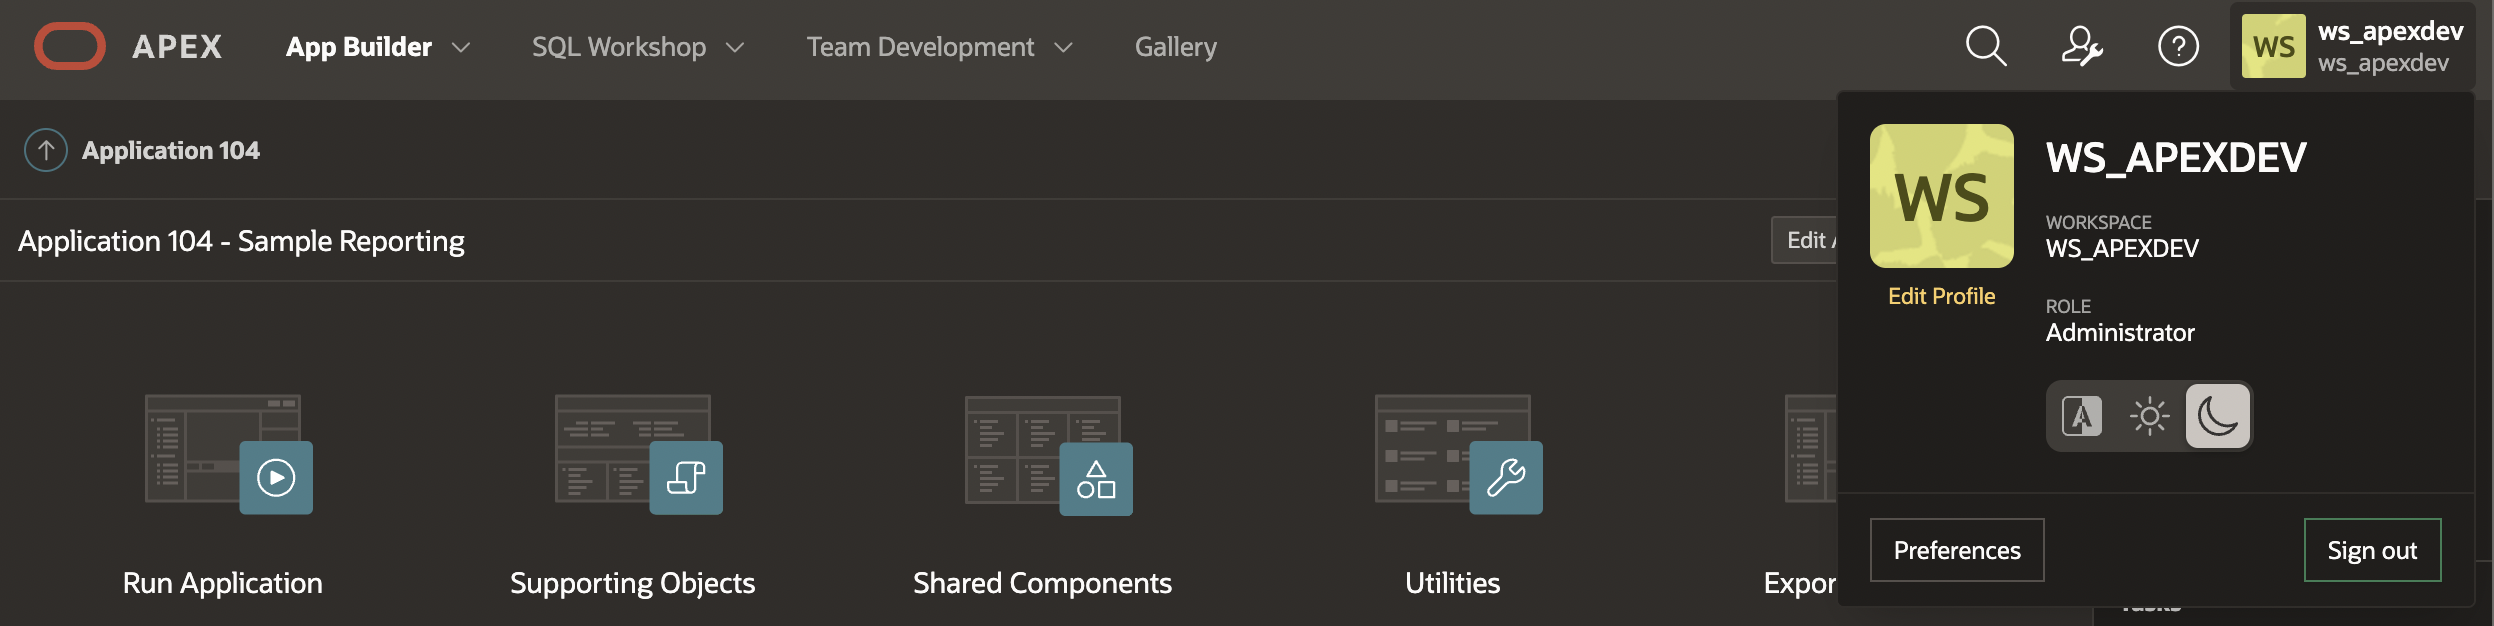 APEX
App Builder
SQL Workshop
Team Development
Gallery
WS
ws_apexdev
ws_apexdev
Application 104
Application 104 - Sample Reporting
Edit
WS
WS_APEXDEV
WORKSPACE
WS_APEXDEV
Edit Profile
ROLE
Administrator
A
Preferences
Sign out
Run Application
Supporting Objects
Shared Components
Utilities
Expor